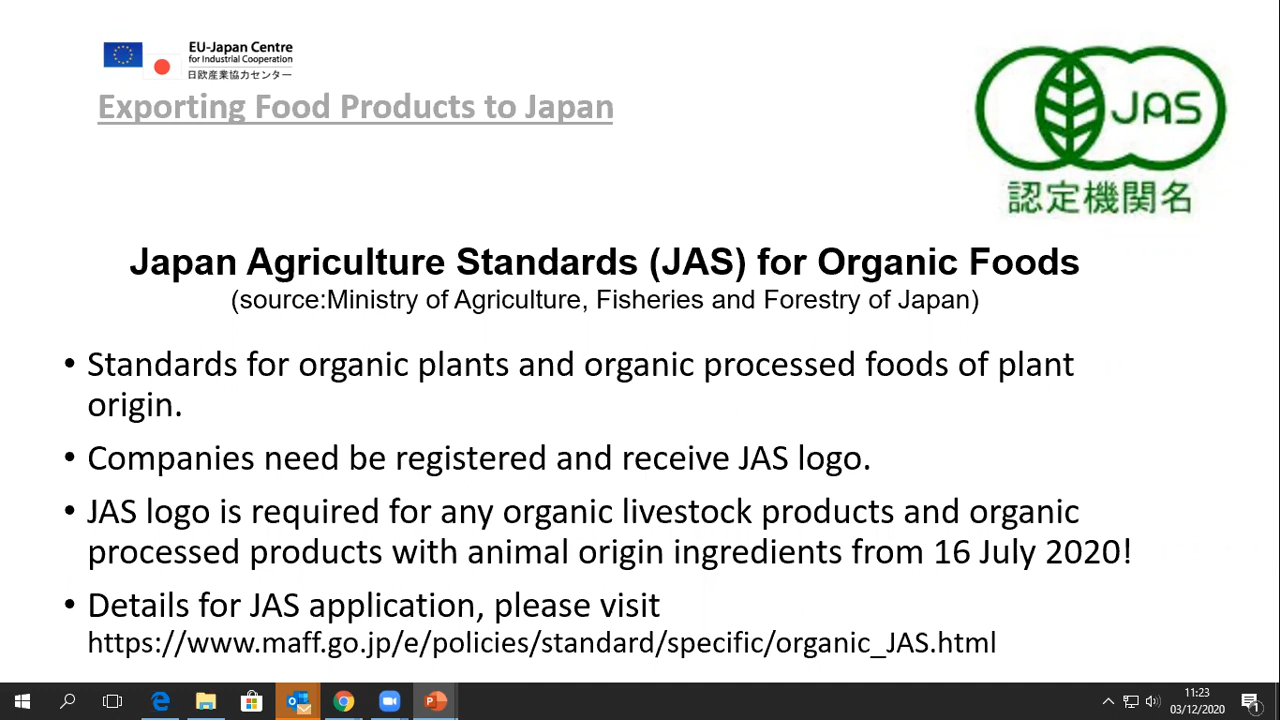 EU-Japan Centre
for Industrial Cooperation
日欧産業協力センター
Exporting Food Products to Japan
JAS
認定機関名
Japan Agriculture Standards (JAS) for Organic Foods
(source:Ministry of Agriculture, Fisheries and Forestry of Japan)
• Standards for organic plants and organic processed foods of plant
origin.
• Companies need be registered and receive JAS logo.
• JAS logo is required for any organic livestock products and organic
processed products with animal origin ingredients from 16 July 2020!
• Details for JAS application, please visit
https://www.maff.go.jp/e/policies/standard/specific/organic_JAS.html
11:23
03/12/2020
1